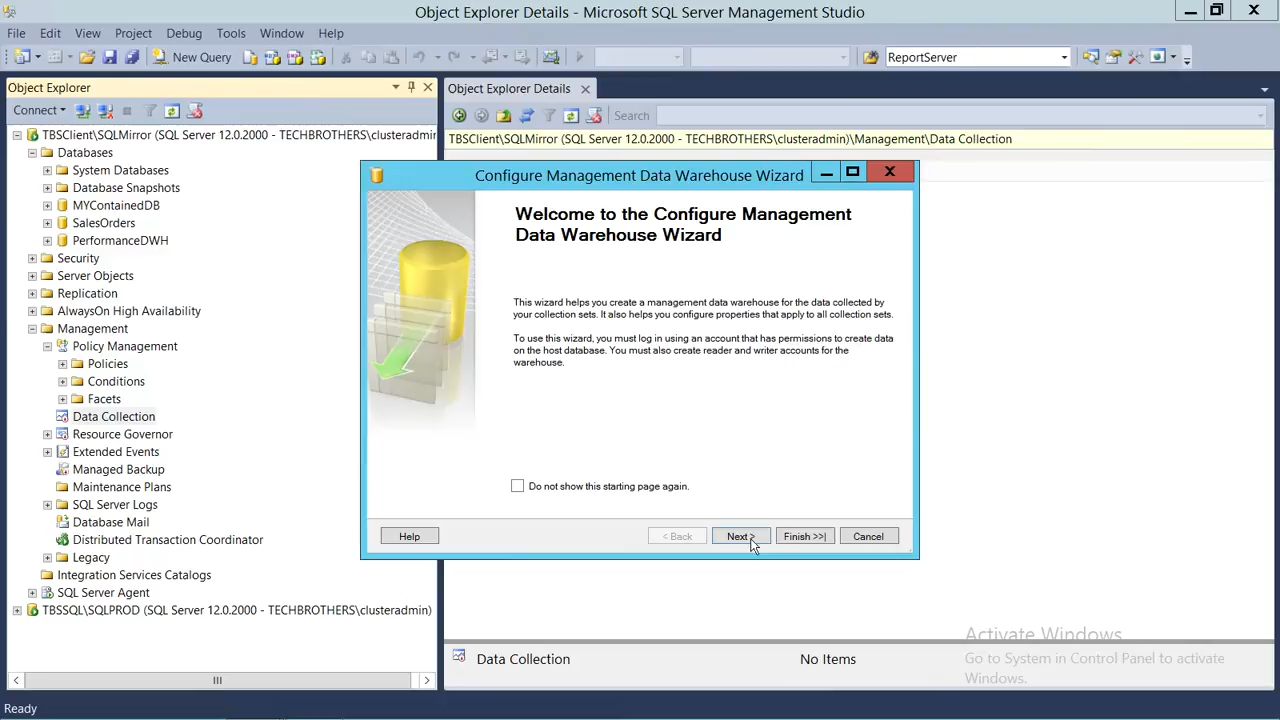 Object Explorer Details - Microsoft SQL Server Management Studio
File Edit View Project Debug Tools Window Help
New Query
ReportServer
Object Explorer
Object Explorer Details
Connect
Search
TBSClient\SQLMirror (SQL Server 12.0.2000 - TECHBROTHERS\clusteradmin)\Management\Data Collection
TBSClient\SQLMirror (SQL Server 12.0.2000 - TECHBROTHERS\clusteradmin
Databases
System Databases
Database Snapshots
MYContainedDB
SalesOrders
PerformanceDWH
Security
Server Objects
Replication
AlwaysOn High Availability
Management
Policy Management
Policies
Conditions
Facets
Data Collection
Resource Governor
Extended Events
Managed Backup
Maintenance Plans
SQL Server Logs
Database Mail
Distributed Transaction Coordinator
Legacy
Integration Services Catalogs
SQL Server Agent
TBSSQL\SQLPROD (SQL Server 12.0.2000 - TECHBROTHERS\clusteradmin)
Configure Management Data Warehouse Wizard
Welcome to the Configure Management
Data Warehouse Wizard
This wizard helps you create a management data warehouse for the data collected by
your collection sets. It also helps you configure properties that apply to all collection sets.
To use this wizard, you must log in using an account that has permissions to create data
on the host database. You must also create reader and writer accounts for the
warehouse.
Do not show this starting page again.
Help < Back Next > Finish >>| Cancel
Data Collection No Items
Activate Windows
Go to System in Control Panel to activate
Windows.
Ready